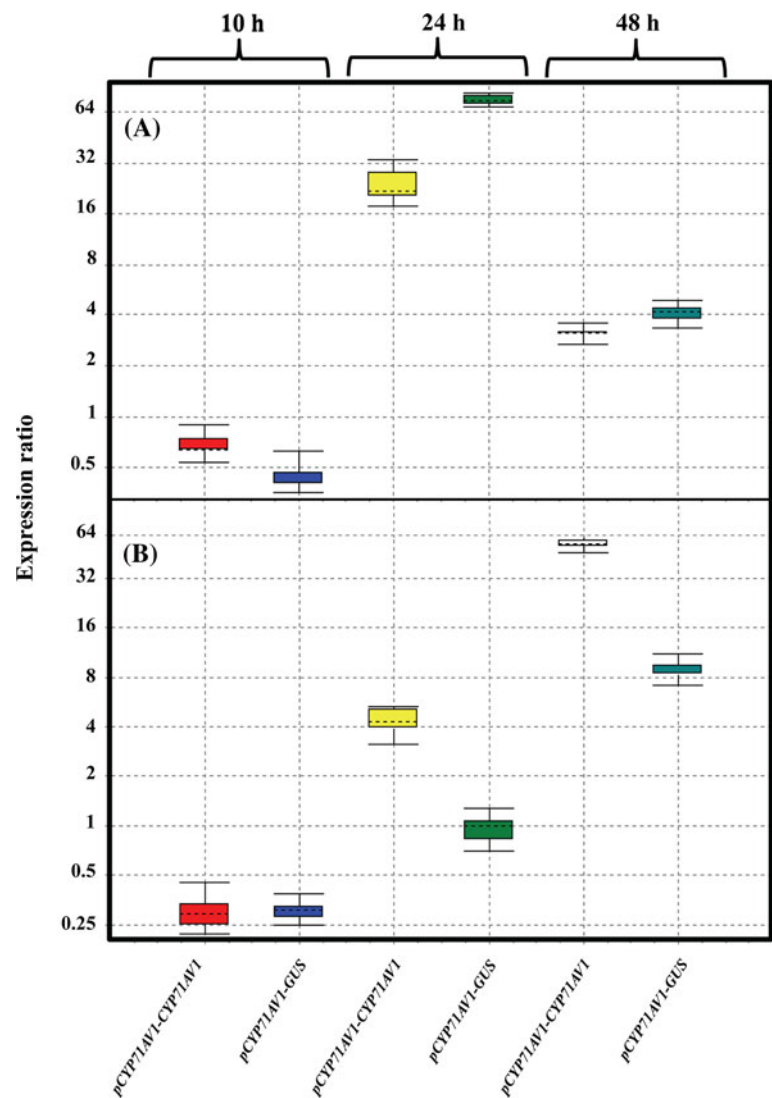 10 h 24 h 48 h
(A)
64
32
16
8
4
2
1
0.5
Expression ratio
(B)
64
32
16
8
4
2
1
0.5
0.25
pCYP71AV1-CYP71AV1
pCYP71AV1-GUS
pCYP71AV1-CYP71AV1
pCYP71AV1-GUS
pCYP71AV1-CYP71AV1
pCYP71AV1-GUS